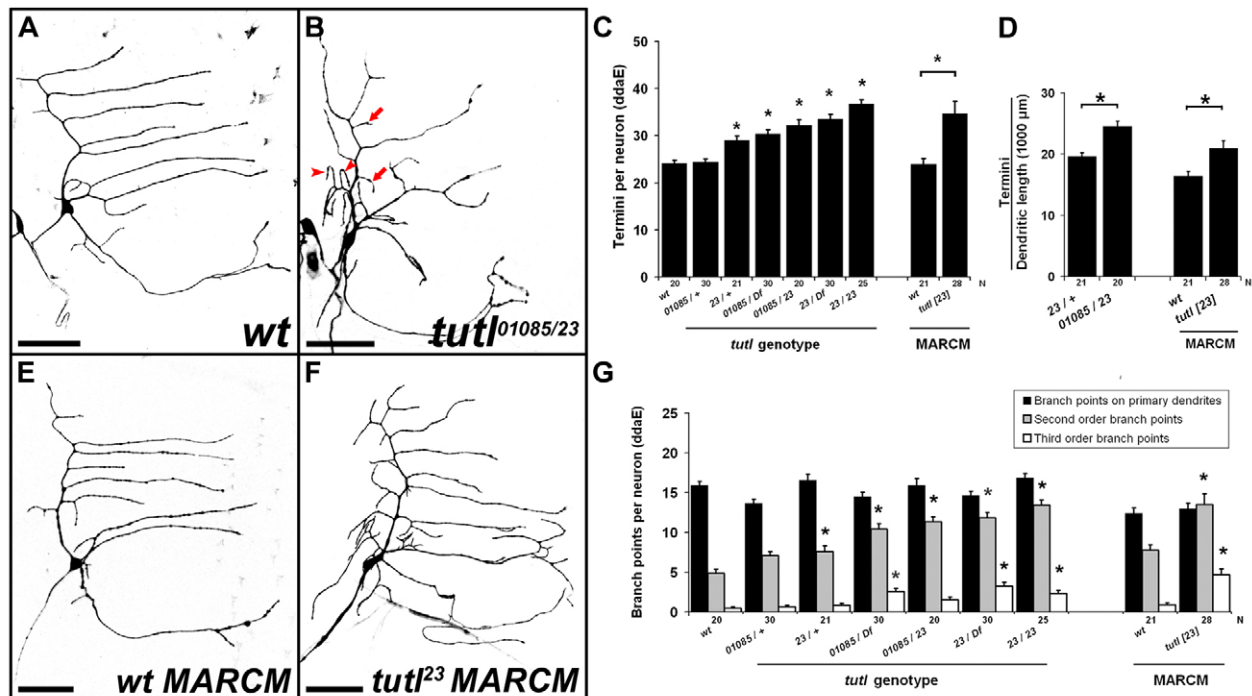 A
wt
B
tutl01085/23
C
Termini per neuron (ddaE)
50
40
30
20
10
0
* * * * * *
20 30 21 30 20 30 25 21 28 N
wt 01085 / + 23 / + 01085 / Df 01085 / 23 23 / Df 23 / 23 wt tutl [23]
tutl genotype MARCM
D
Termini
Dendritic length (1000 µm)
30
20
10
0
* *
21 20 21 28 N
23 / + 01085 / 23 wt tutl [23]
MARCM
E
wt MARCM
F
tutl23 MARCM
G
Branch points per neuron (ddaE)
Branch points on primary dendrites
Second order branch points
Third order branch points
25
20
15
10
5
0
* * * * * * * * * *
20 30 21 30 20 30 25 21 28 N
wt 01085 / + 23 / + 01085 / Df 01085 / 23 23 / Df 23 / 23 wt tutl [23]
tutl genotype MARCM